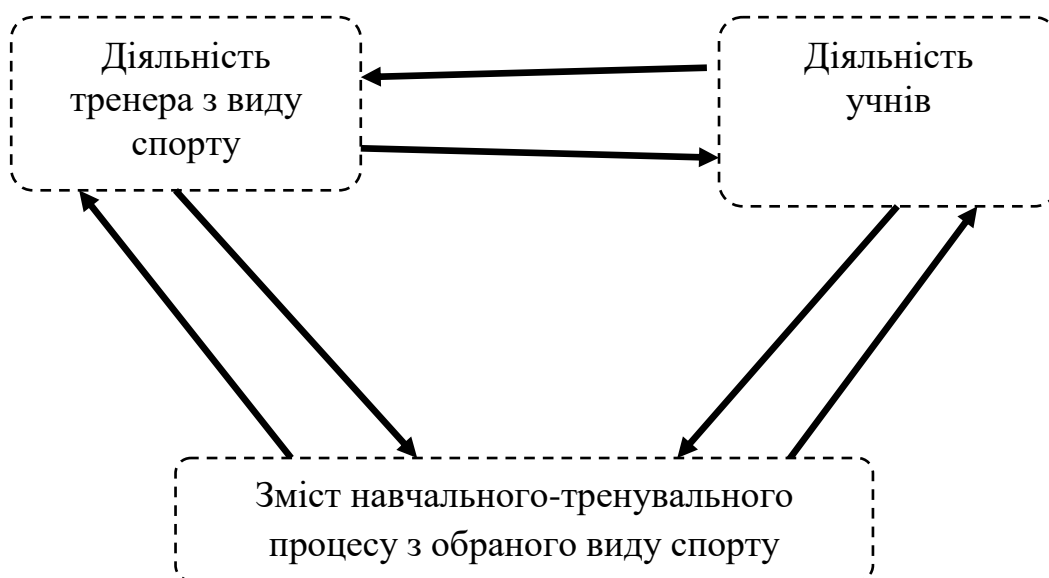 Діяльність
тренера з виду
спорту
Діяльність
учнів
Зміст навчального-тренувального
процесу з обраного виду спорту